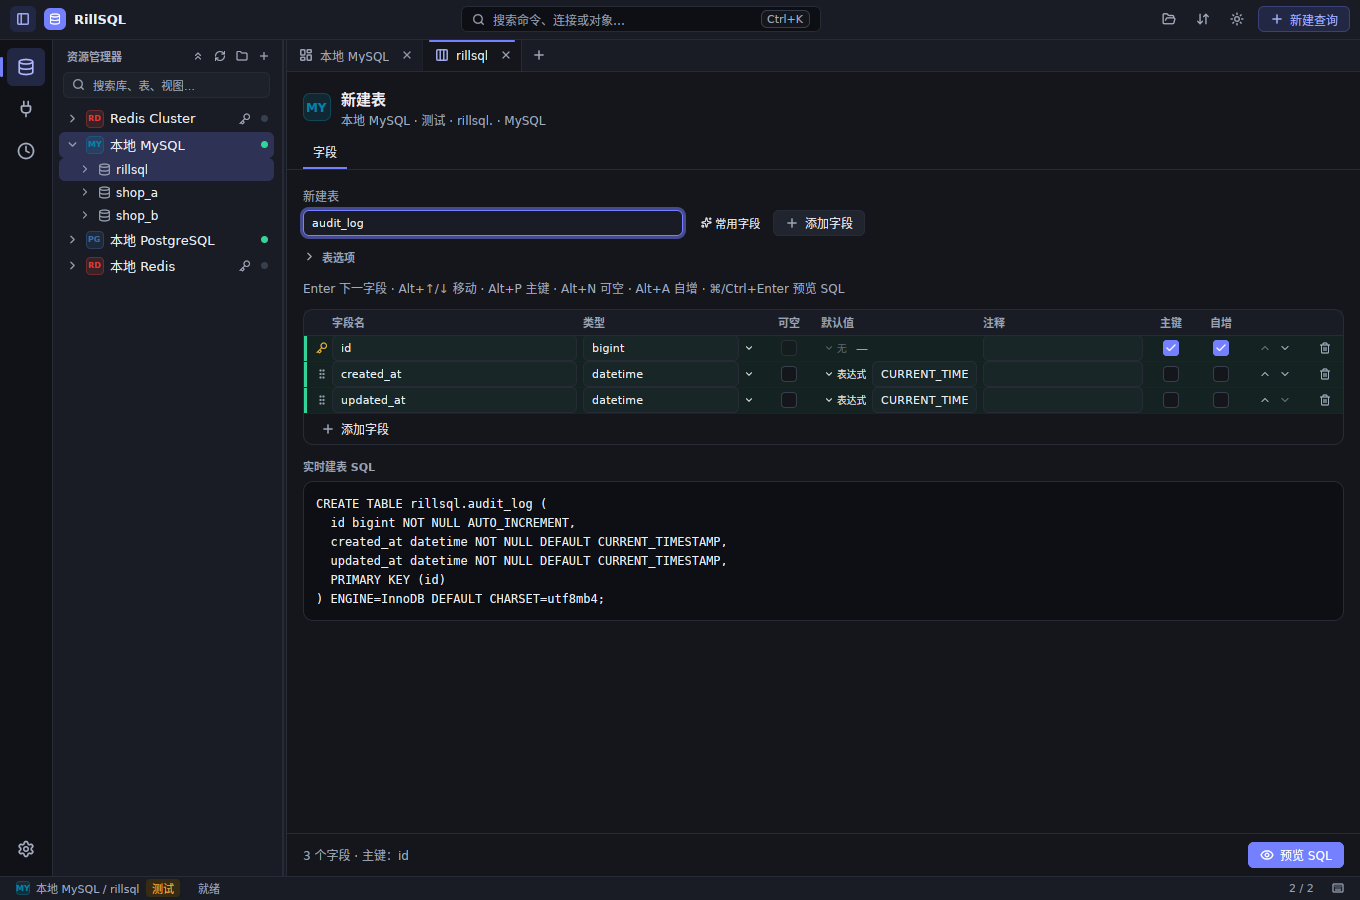 RillSQL
搜索命令、连接或对象… Ctrl+K
新建查询
资源管理器
搜索库、表、视图…
RD Redis Cluster
MY 本地 MySQL
rillsql
shop_a
shop_b
PG 本地 PostgreSQL
RD 本地 Redis
本地 MySQL
rillsql
MY
新建表
本地 MySQL · 测试 · rillsql. · MySQL
字段
新建表
audit_log 常用字段 添加字段
表选项
Enter 下一字段 · Alt+↑/↓ 移动 · Alt+P 主键 · Alt+N 可空 · Alt+A 自增 · ⌘/Ctrl+Enter 预览 SQL
字段名 类型 可空 默认值 注释 主键 自增
id bigint 无 —
created_at datetime 表达式 CURRENT_TIME
updated_at datetime 表达式 CURRENT_TIME
添加字段
实时建表 SQL
CREATE TABLE rillsql.audit_log (
  id bigint NOT NULL AUTO_INCREMENT,
  created_at datetime NOT NULL DEFAULT CURRENT_TIMESTAMP,
  updated_at datetime NOT NULL DEFAULT CURRENT_TIMESTAMP,
  PRIMARY KEY (id)
) ENGINE=InnoDB DEFAULT CHARSET=utf8mb4;
3 个字段 · 主键: id
预览 SQL
MY 本地 MySQL / rillsql 测试 就绪
2 / 2